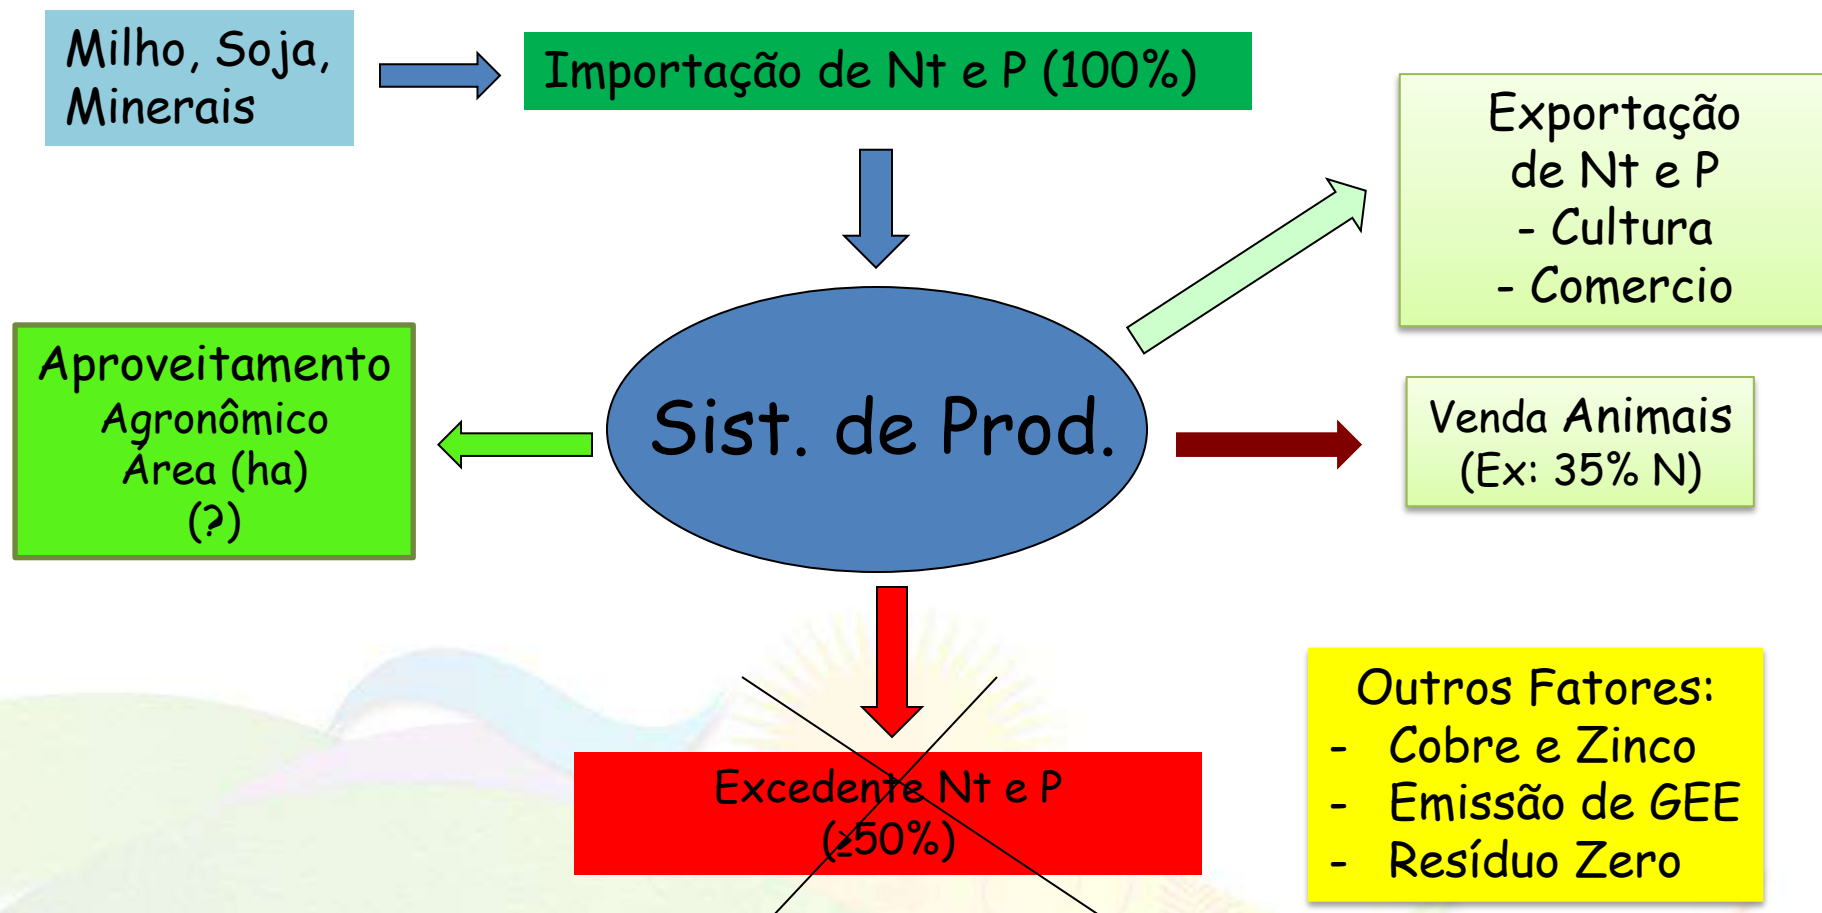 Milho, Soja,
Minerais
Importação de Nt e P (100%)
Exportação
de Nt e P
- Cultura
- Comercio
Aproveitamento
Agronômico
Área (ha)
(?)
Sist. de Prod.
Venda Animais
(Ex: 35% N)
Excedente Nt e P
(≥50%)
Outros Fatores:
- Cobre e Zinco
- Emissão de GEE
- Resíduo Zero